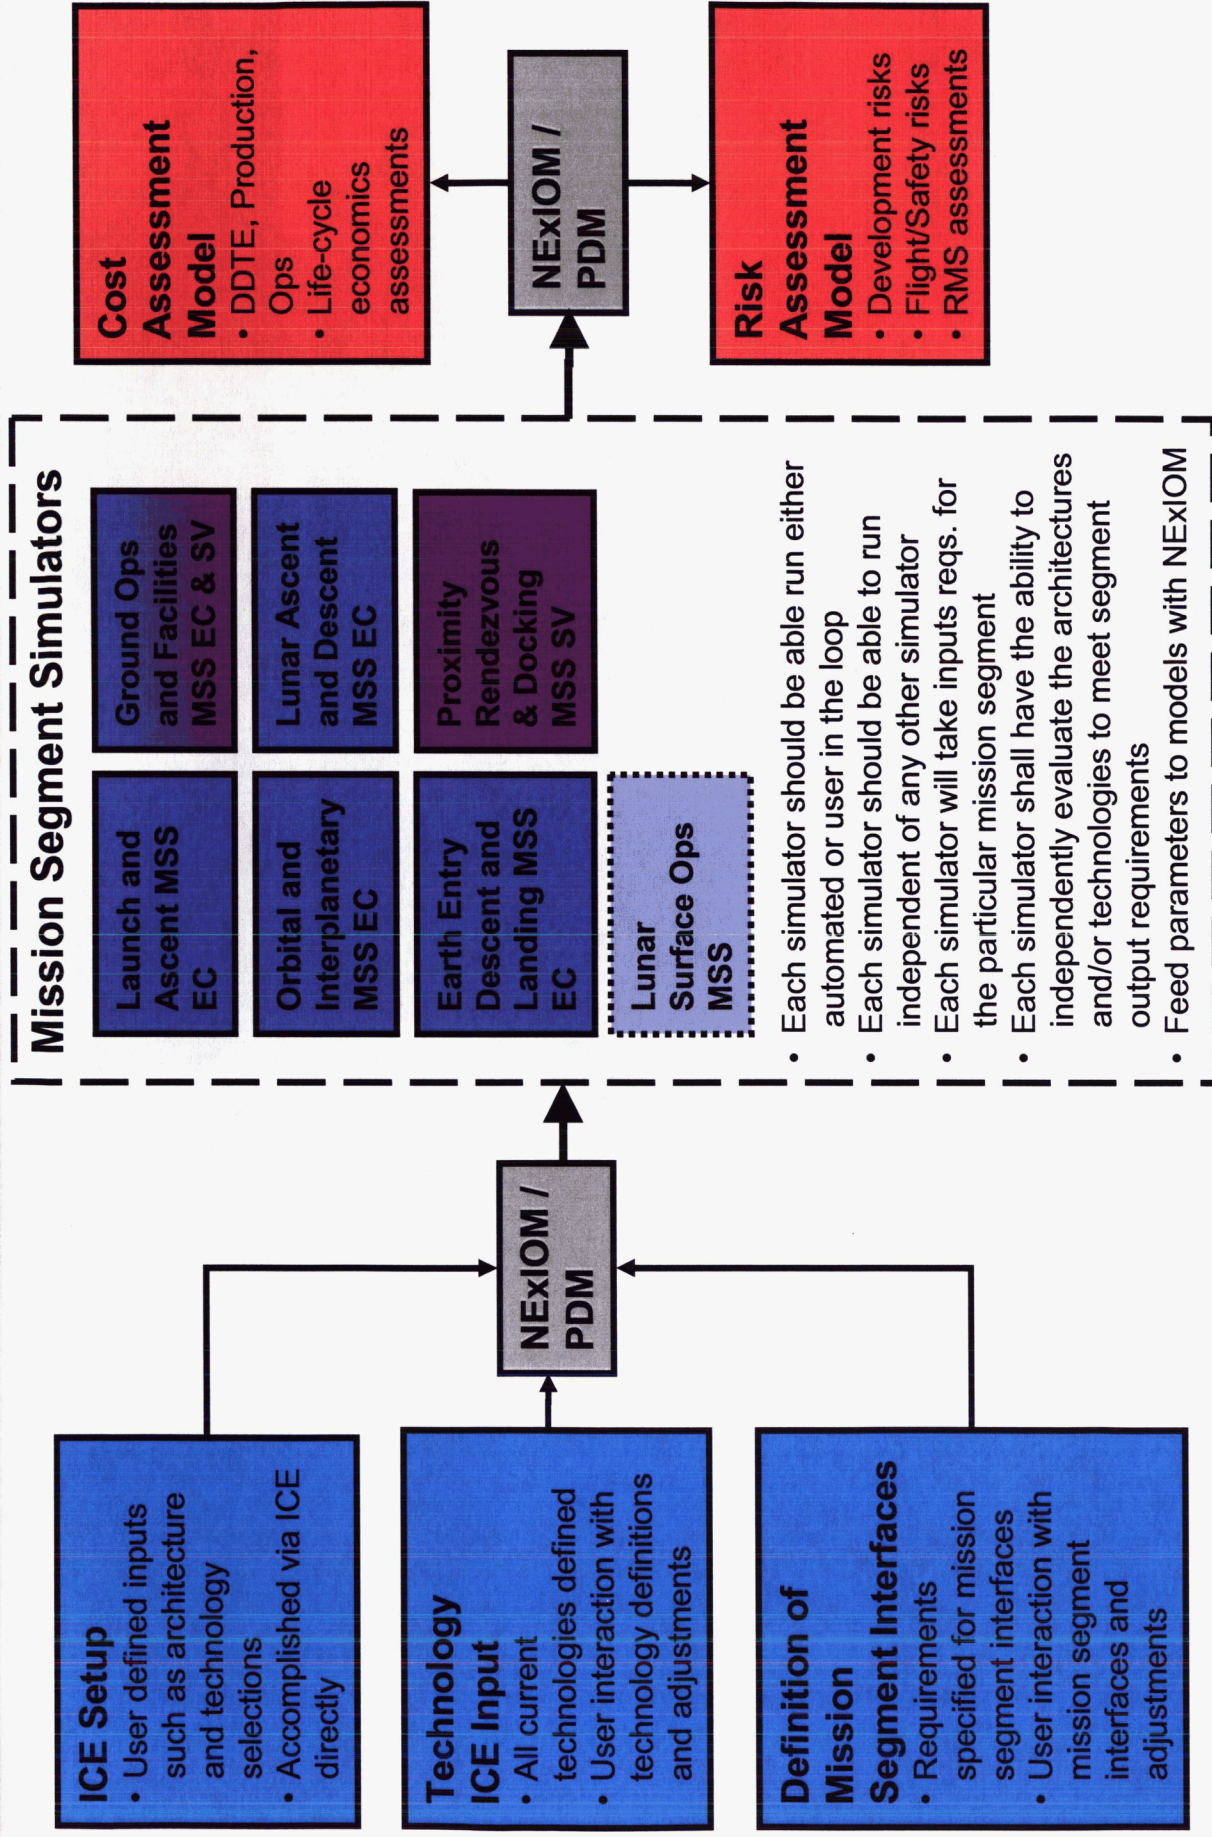 ICE Setup
• User defined inputs
such as architecture
and technology
selections
• Accomplished via ICE
directly
Technology
ICE Input
• All current
technologies defined
• User interaction with
technology definitions
and adjustments
Definition of
Mission
Segment Interfaces
• Requirements
specified for mission
segment interfaces
• User interaction with
mission segment
interfaces and
adjustments
NExIOM /
PDM
Mission Segment Simulators
Launch and
Ascent MSS
EC
Ground Ops
and Facilities
MSS EC & SV
Orbital and
Interplanetary
MSS EC
Lunar Ascent
and Descent
MSS EC
Earth Entry
Descent and
Landing MSS
EC
Proximity
Rendezvous
& Docking
MSS SV
Lunar
Surface Ops
MSS
• Each simulator should be able run either
automated or user in the loop
• Each simulator should be able to run
independent of any other simulator
• Each simulator will take inputs reqs. for
the particular mission segment
• Each simulator shall have the ability to
independently evaluate the architectures
and/or technologies to meet segment
output requirements
• Feed parameters to models with NExIOM
NExIOM /
PDM
Cost
Assessment
Model
• DDTE, Production,
Ops
• Life-cycle
economics
assessments
Risk
Assessment
Model
• Development risks
• Flight/Safety risks
• RMS assessments